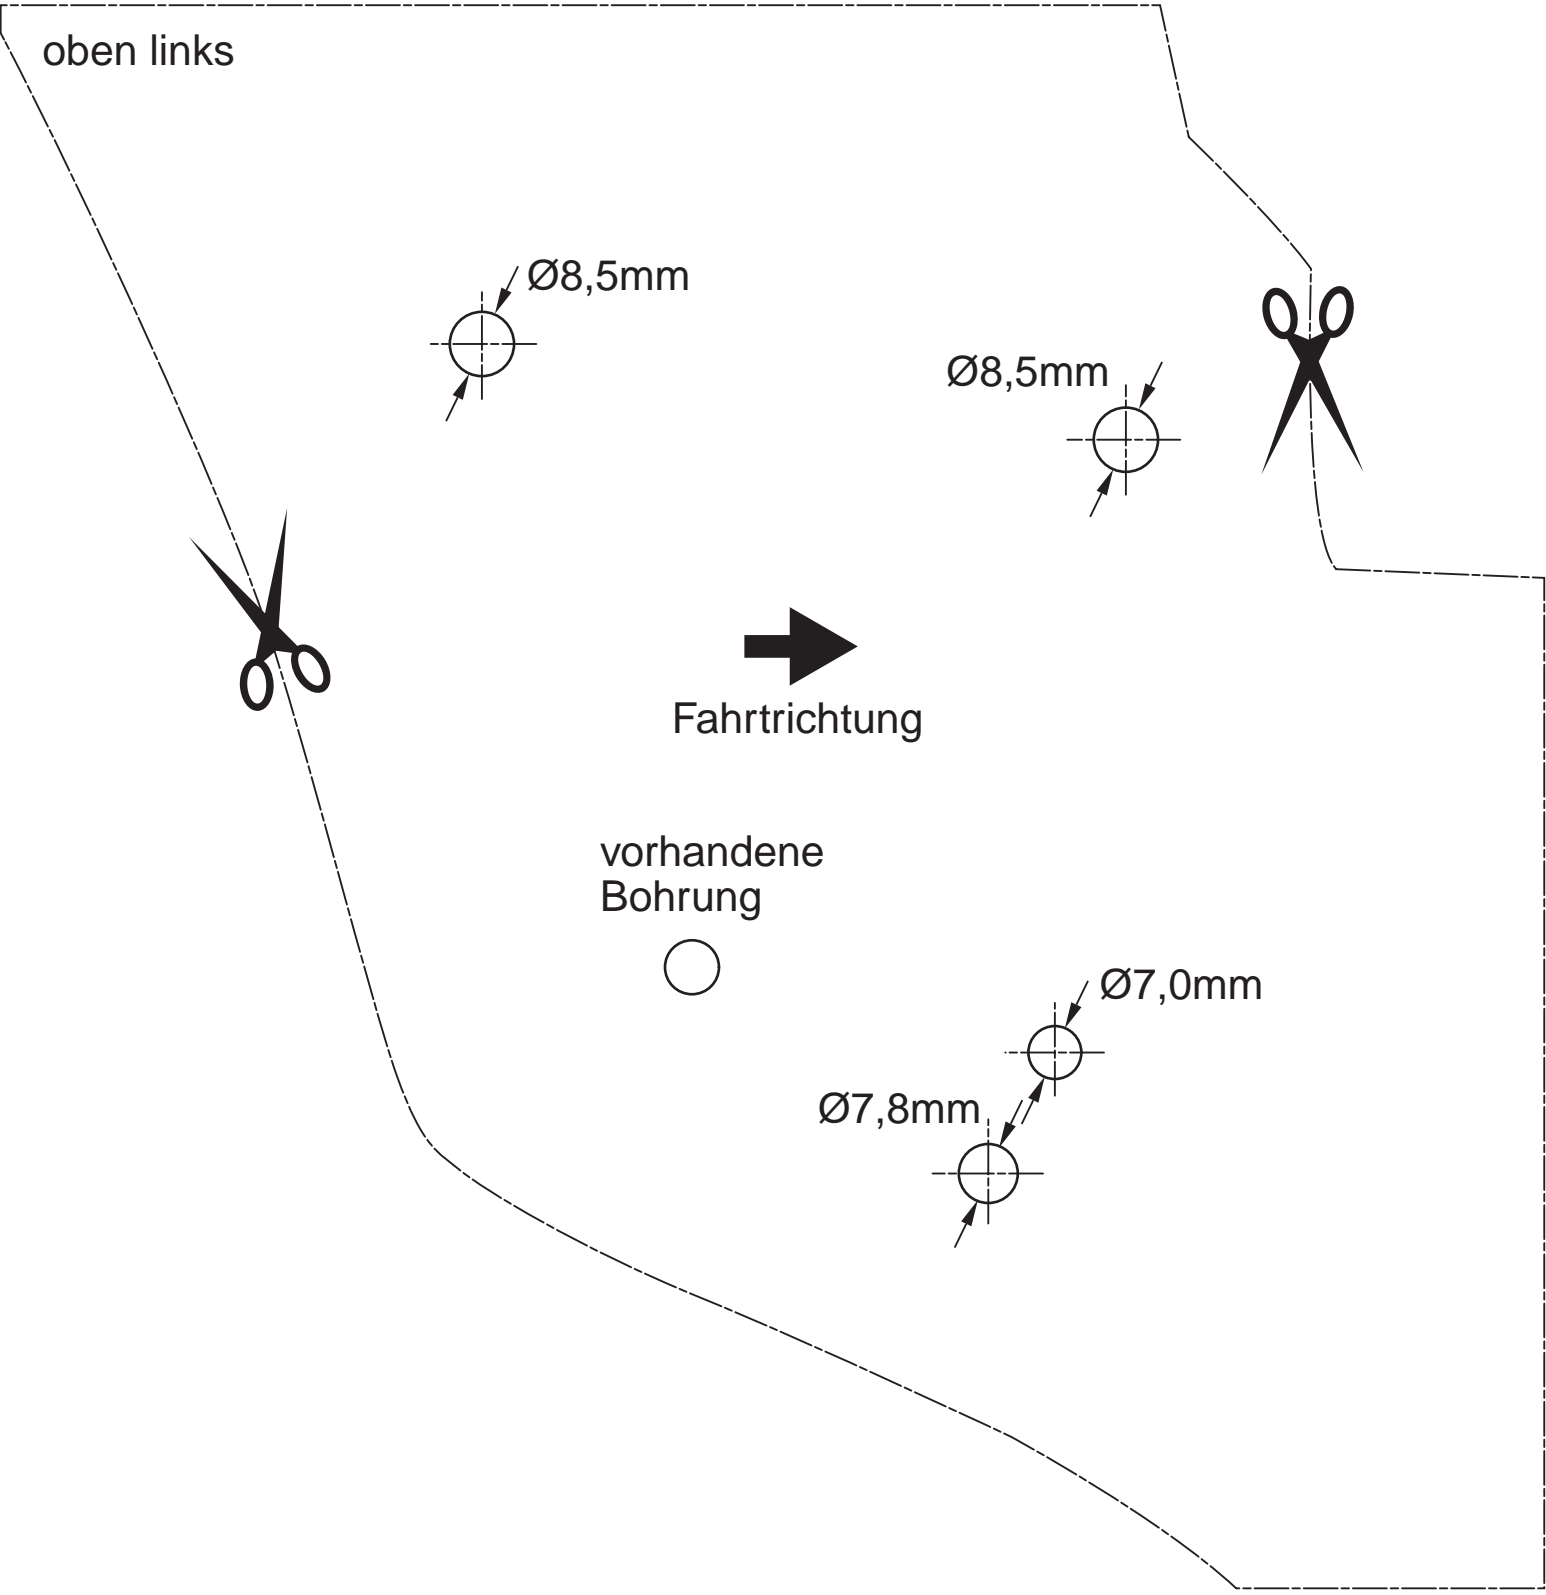 oben links
Ø8,5mm
Ø8,5mm
Fahrtrichtung
vorhandene
Bohrung
Ø7,0mm
Ø7,8mm